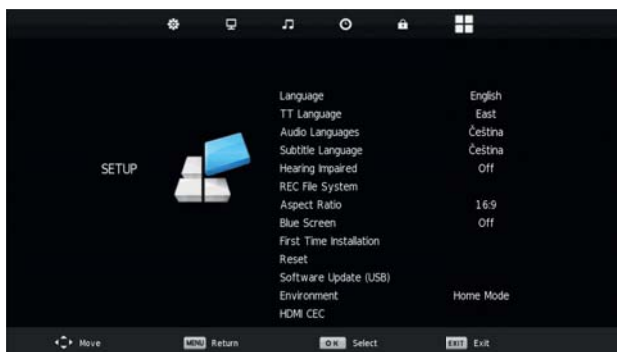 Language English
TT Language East
Audio Languages Čeština
Subtitle Language Čeština
SETUP
Hearing Impaired Off
REC File System
Aspect Ratio 16:9
Blue Screen Off
First Time Installation
Reset
Software Update (USB)
Environment Home Mode
HDMI CEC
Move MENU Return OK Select EXIT Exit